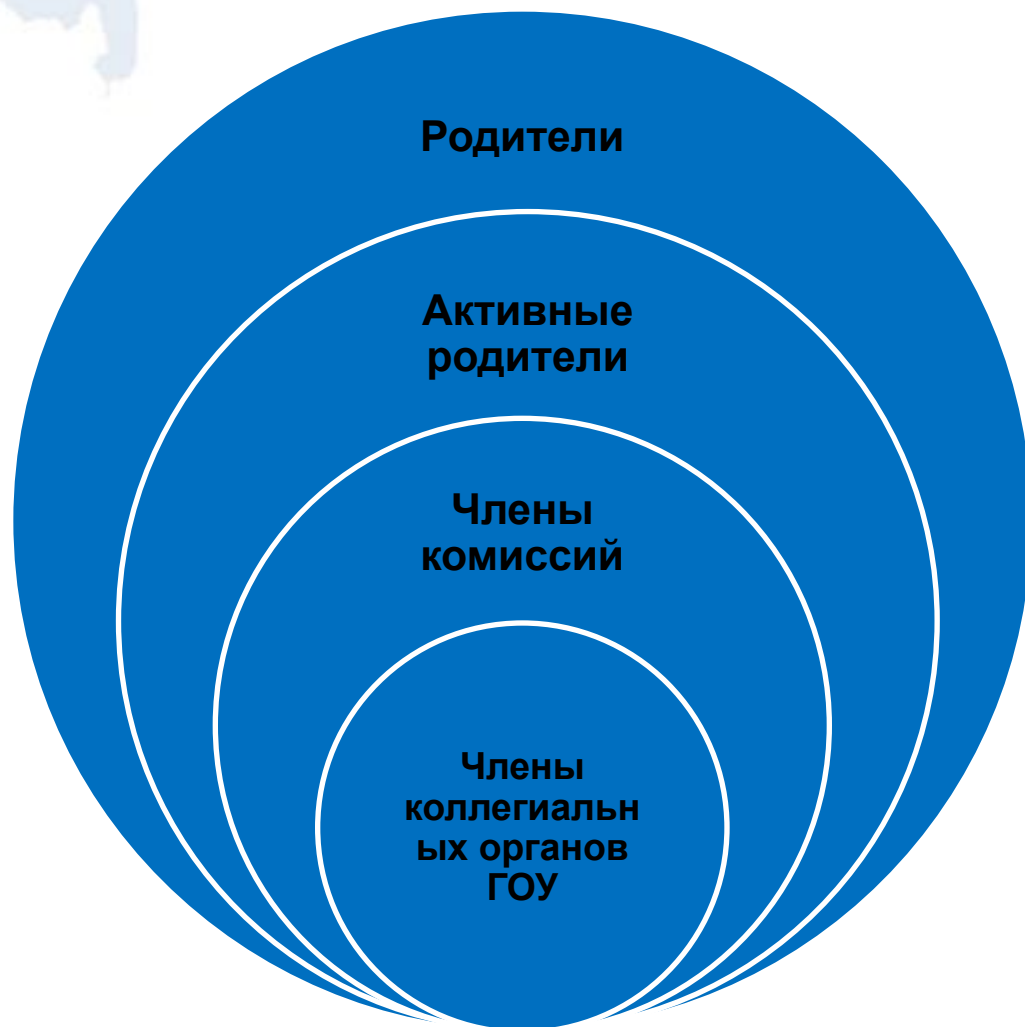 Родители
Активные
родители
Члены
комиссий
Члены
коллегиальн
ых органов
ГОУ